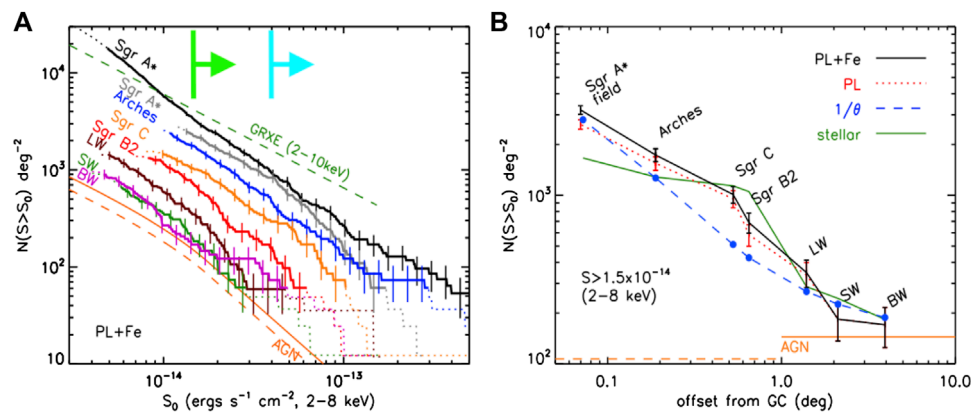 A
B
10⁴
10³
100
10
N(S>S₀) deg⁻²
Sgr A*
Sgr A*
Arches
Sgr C
Sgr B2
LW
SW
BW
GRXE (2-10keV)
PL+Fe
AGN
10⁻¹⁴
10⁻¹³
S₀ (ergs s⁻¹ cm⁻², 2-8 keV)
10⁴
10³
10²
N(S>S₀) deg⁻²
Sgr A*
field
Arches
Sgr C
Sgr B2
LW
SW
BW
PL+Fe
PL
1/θ
stellar
S>1.5x10⁻¹⁴
(2-8 keV)
AGN
0.1
1.0
10.0
offset from GC (deg)